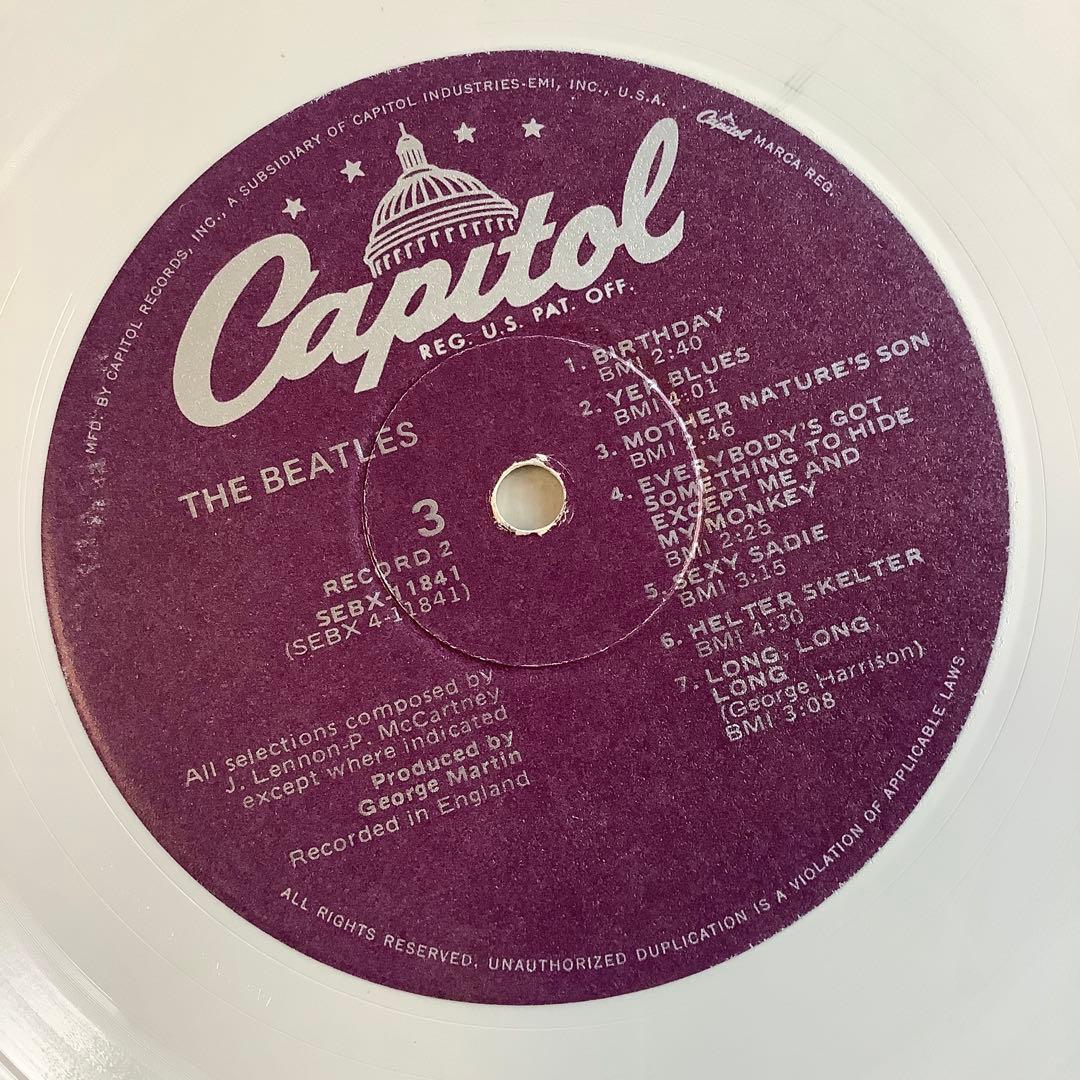 MFD. BY CAPITOL RECORDS, INC., A SUBSIDIARY OF CAPITOL INDUSTRIES-EMI, INC., U.S.A. · Capitol MARCA REG.
Capitol
REG. U.S. PAT. OFF.
THE BEATLES
3
RECORD 2
SEBX-11841
(SEBX 4-11841)
1. BIRTHDAY
BMI 2:40
2. YER BLUES
BMI 4:01
3. MOTHER NATURE'S SON
BMI 2:46
4. EVERYBODY'S GOT
SOMETHING TO HIDE
EXCEPT ME AND
MY MONKEY
BMI 2:25
5. SEXY SADIE
BMI 3:15
6. HELTER SKELTER
BMI 4:30
7. LONG, LONG,
LONG
(George Harrison)
BMI 3:08
All selections composed by
J. Lennon-P. McCartney,
except where indicated
Produced by
George Martin
Recorded in England
ALL RIGHTS RESERVED. UNAUTHORIZED DUPLICATION IS A VIOLATION OF APPLICABLE LAWS.